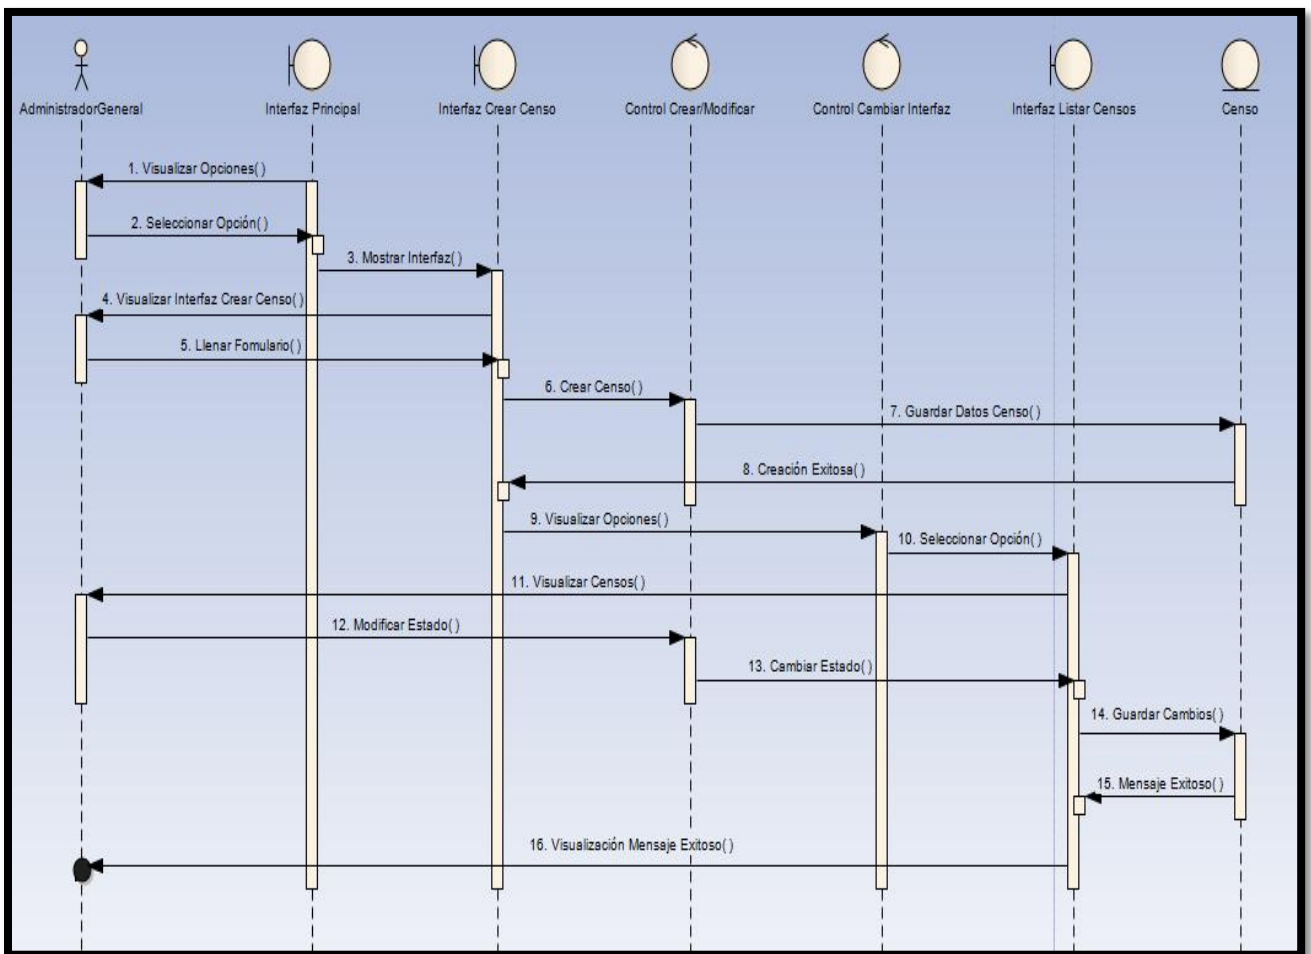 AdministradorGeneral
Interfaz Principal
Interfaz Crear Censo
Control Crear/Modificar
Control Cambiar Interfaz
Interfaz Listar Censos
Censo
1. Visualizar Opciones( )
2. Seleccionar Opción( )
3. Mostrar Interfaz( )
4. Visualizar Interfaz Crear Censo( )
5. Llenar Fomulario( )
6. Crear Censo( )
7. Guardar Datos Censo( )
8. Creación Exitosa( )
9. Visualizar Opciones( )
10. Seleccionar Opción( )
11. Visualizar Censos( )
12. Modificar Estado( )
13. Cambiar Estado( )
14. Guardar Cambios( )
15. Mensaje Exitoso( )
16. Visualización Mensaje Exitoso( )